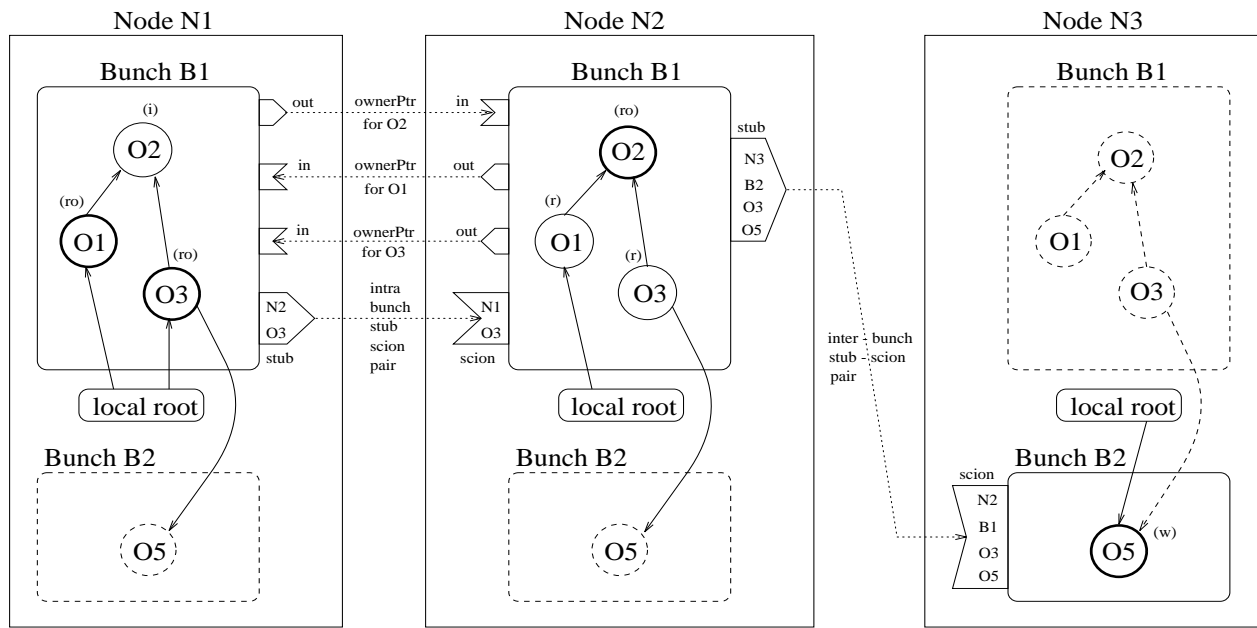 Node N1
Node N2
Node N3
Bunch B1
Bunch B1
Bunch B1
(i)
O2
(ro)
O1
(ro)
O3
out
ownerPtr
for O2
in
in
ownerPtr
for O1
out
in
ownerPtr
for O3
out
N2
O3
stub
intra
bunch
stub
scion
pair
N1
O3
scion
(ro)
O2
(r)
O1
(r)
O3
stub
N3
B2
O3
O5
inter - bunch
stub - scion
pair
O2
O1
O3
local root
local root
local root
Bunch B2
O5
Bunch B2
O5
Bunch B2
scion
N2
B1
O3
O5
O5
(w)